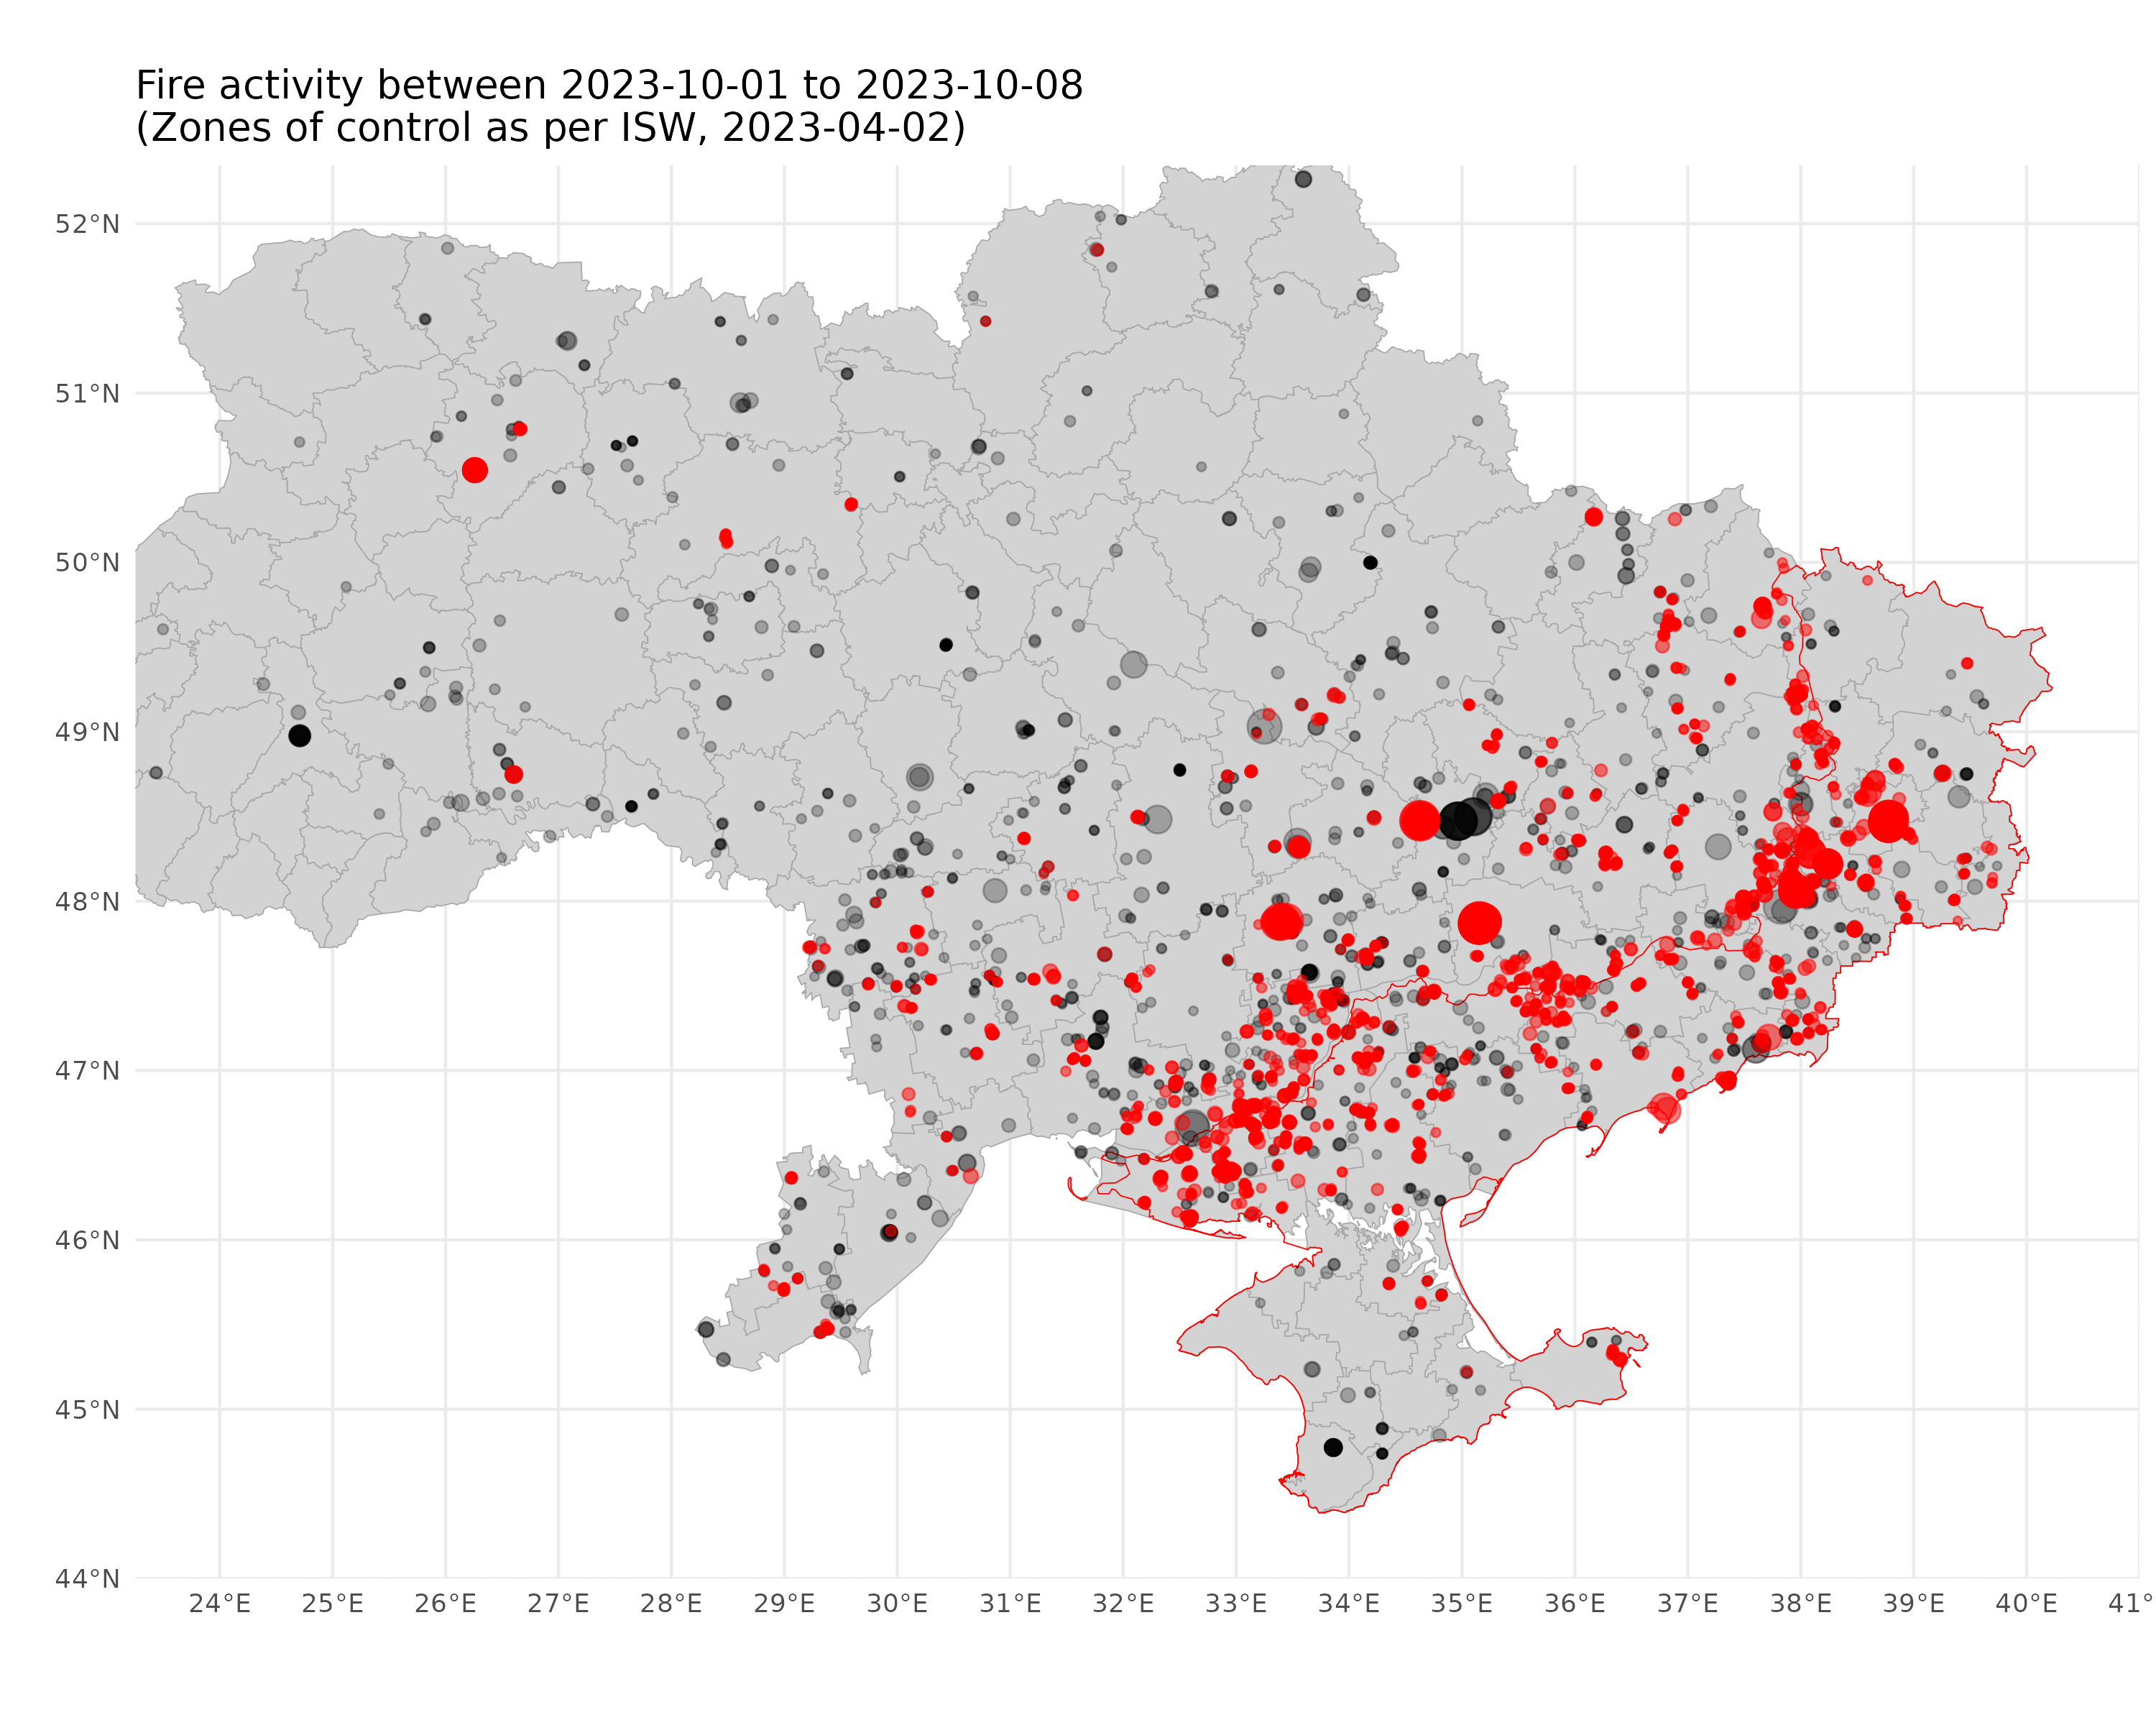 Fire activity between 2023-10-01 to 2023-10-08
(Zones of control as per ISW, 2023-04-02)
52°N
51°N
50°N
49°N
48°N
47°N
46°N
45°N
44°N
24°E 25°E 26°E 27°E 28°E 29°E 30°E 31°E 32°E 33°E 34°E 35°E 36°E 37°E 38°E 39°E 40°E 41°